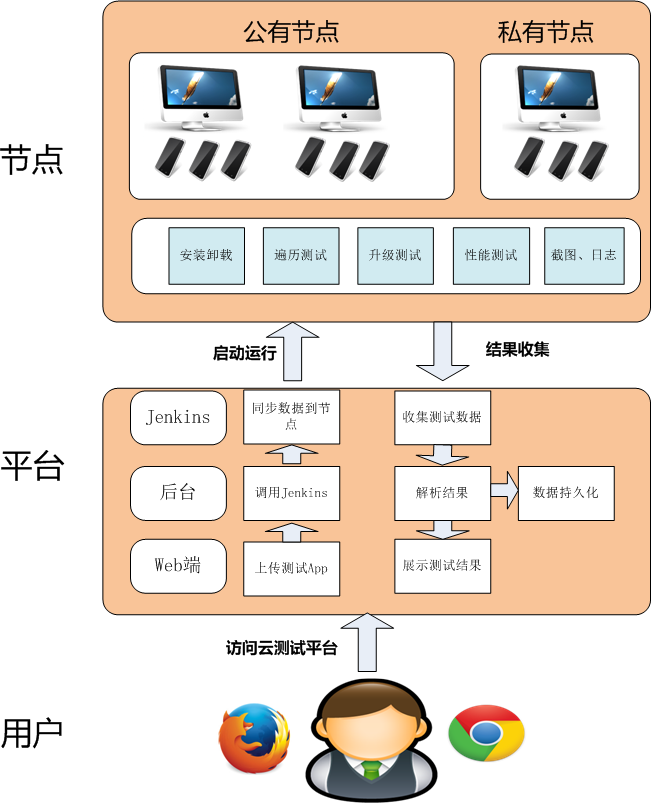 公有节点
私有节点
节点
安装卸载
遍历测试
升级测试
性能测试
截图、日志
启动运行
结果收集
平台
Jenkins
同步数据到节
点
收集测试数据
后台
调用Jenkins
解析结果
数据持久化
Web端
上传测试App
展示测试结果
访问云测试平台
用户